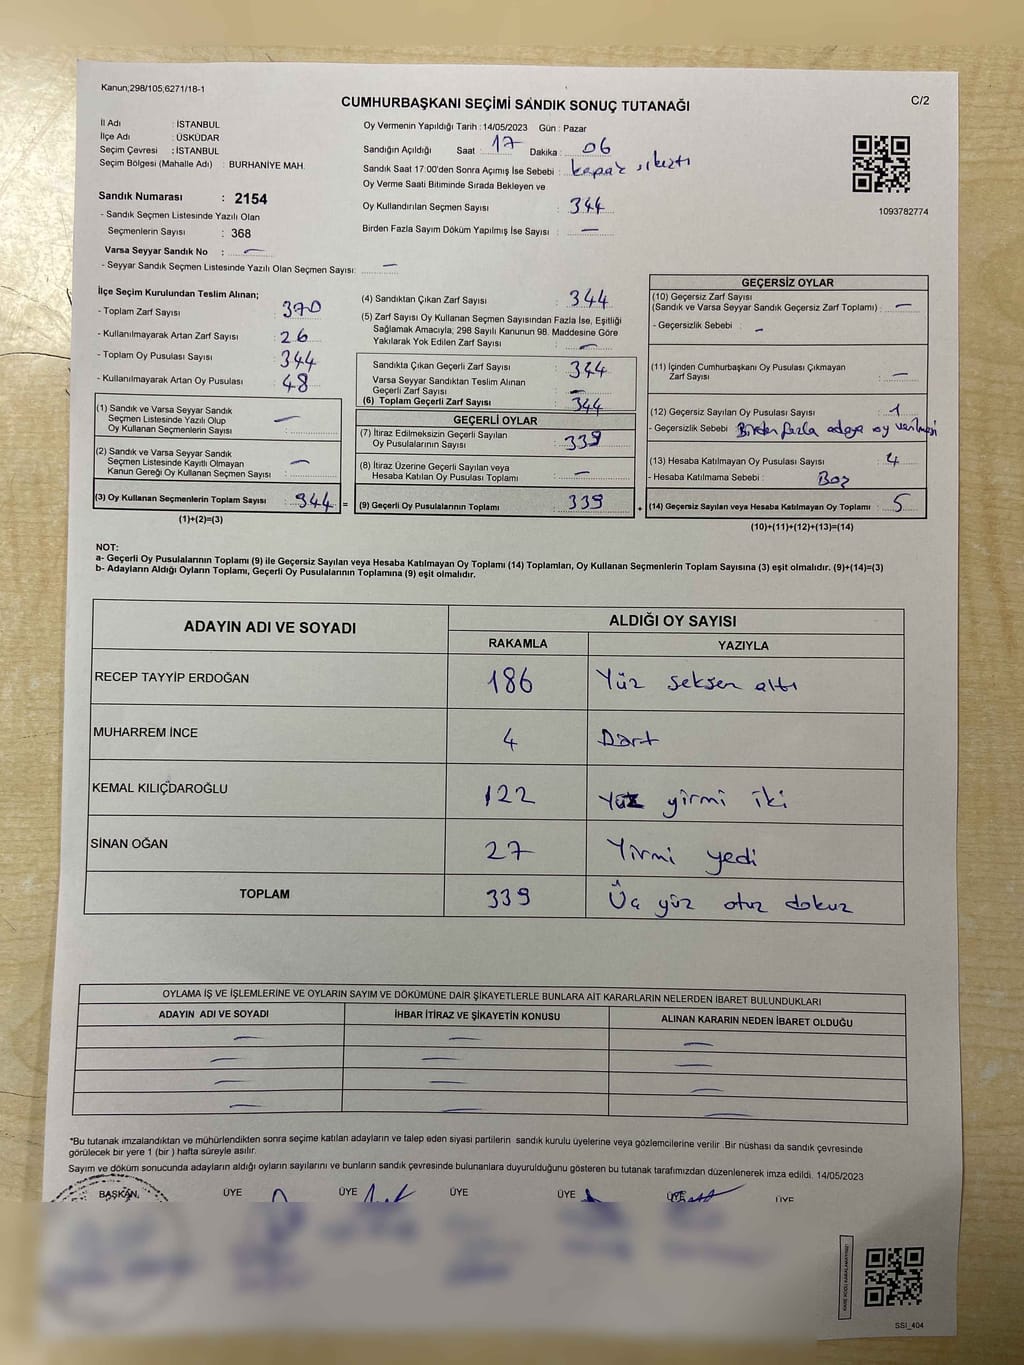 Kanun;298/105;6271/18-1
CUMHURBAŞKANI SEÇİMİ SANDIK SONUÇ TUTANAĞI
C/2
İl Adı : İSTANBUL
İlçe Adı : ÜSKÜDAR
Seçim Çevresi : İSTANBUL
Seçim Bölgesi (Mahalle Adı) : BURHANİYE MAH.
Sandık Numarası : 2154
- Sandık Seçmen Listesinde Yazılı Olan
Seçmenlerin Sayısı : 368
Varsa Seyyar Sandık No : —
- Seyyar Sandık Seçmen Listesinde Yazılı Olan Seçmen Sayısı: —
Oy Vermenin Yapıldığı Tarih : 14/05/2023 Gün : Pazar
Sandığın Açıldığı Saat : 17 Dakika : 06
Sandık Saat 17:00'den Sonra Açımış İse Sebebi : kapak sıkıştı
Oy Verme Saati Bitiminde Sırada Bekleyen ve
Oy Kullandırılan Seçmen Sayısı : 344
Birden Fazla Sayım Döküm Yapılmış İse Sayısı : —
1093782774
İlçe Seçim Kurulundan Teslim Alınan;
- Toplam Zarf Sayısı : 370
- Kullanılmayarak Artan Zarf Sayısı : 26
- Toplam Oy Pusulası Sayısı : 344
- Kullanılmayarak Artan Oy Pusulası : 48
(1) Sandık ve Varsa Seyyar Sandık
Seçmen Listesinde Yazılı Olup
Oy Kullanan Seçmenlerin Sayısı : —
(2) Sandık ve Varsa Seyyar Sandık
Seçmen Listesinde Kayıtlı Olmayan
Kanun Gereği Oy Kullanan Seçmen Sayısı : —
(3) Oy Kullanan Seçmenlerin Toplam Sayısı : 344 =
(1)+(2)=(3)
(4) Sandıktan Çıkan Zarf Sayısı : 344
(5) Zarf Sayısı Oy Kullanan Seçmen Sayısından Fazla İse, Eşitliği
Sağlamak Amacıyla, 298 Sayılı Kanunun 98. Maddesine Göre
Yakılarak Yok Edilen Zarf Sayısı : —
Sandıkta Çıkan Geçerli Zarf Sayısı : 344
Varsa Seyyar Sandıktan Teslim Alınan
Geçerli Zarf Sayısı : —
(6) Toplam Geçerli Zarf Sayısı : 344
GEÇERLİ OYLAR
(7) İtiraz Edilmeksizin Geçerli Sayılan
Oy Pusulalarının Sayısı : 339
(8) İtiraz Üzerine Geçerli Sayılan veya
Hesaba Katılan Oy Pusulası Toplamı : —
(9) Geçerli Oy Pusulalarının Toplamı : 339 +
GEÇERSİZ OYLAR
(10) Geçersiz Zarf Sayısı
(Sandık ve Varsa Seyyar Sandık Geçersiz Zarf Toplamı) : —
- Geçersizlik Sebebi : —
(11) İçinden Cumhurbaşkanı Oy Pusulası Çıkmayan
Zarf Sayısı : —
(12) Geçersiz Sayılan Oy Pusulası Sayısı : 1
- Geçersizlik Sebebi : Birden fazla adaya oy verilmesi
(13) Hesaba Katılmayan Oy Pusulası Sayısı : 4
- Hesaba Katılmama Sebebi : Boş
(14) Geçersiz Sayılan veya Hesaba Katılmayan Oy Toplamı : 5
(10)+(11)+(12)+(13)=(14)
NOT:
a- Geçerli Oy Pusulalarının Toplamı (9) ile Geçersiz Sayılan veya Hesaba Katılmayan Oy Toplamı (14) Toplamları, Oy Kullanan Seçmenlerin Toplam Sayısına (3) eşit olmalıdır. (9)+(14)=(3)
b- Adayların Aldığı Oyların Toplamı, Geçerli Oy Pusulalarının Toplamına (9) eşit olmalıdır.
ADAYIN ADI VE SOYADI
ALDIĞI OY SAYISI
RAKAMLA YAZIYLA
RECEP TAYYİP ERDOĞAN 186 Yüz seksen altı
MUHARREM İNCE 4 Dört
KEMAL KILIÇDAROĞLU 122 Yüz yirmi iki
SİNAN OĞAN 27 Yirmi yedi
TOPLAM 339 Üç yüz otuz dokuz
OYLAMA İŞ VE İŞLEMLERİNE VE OYLARIN SAYIM VE DÖKÜMÜNE DAİR ŞİKAYETLERLE BUNLARA AİT KARARLARIN NELERDEN İBARET BULUNDUKLARI
ADAYIN ADI VE SOYADI İHBAR İTİRAZ VE ŞİKAYETİN KONUSU ALINAN KARARIN NEDEN İBARET OLDUĞU
— — —
— — —
— — —
— — —
*Bu tutanak imzalandıktan ve mühürlendikten sonra seçime katılan adayların ve talep eden siyasi partilerin sandık kurulu üyelerine veya gözlemcilerine verilir .Bir nüshası da sandık çevresinde
görülecek bir yere 1 (bir ) hafta süreyle asılır.
Sayım ve döküm sonucunda adayların aldığı oyların sayılarını ve bunların sandık çevresinde bulunanlara duyurulduğunu gösteren bu tutanak tarafımızdan düzenlenerek imza edildi. 14/05/2023
BAŞKAN ÜYE ÜYE ÜYE ÜYE ÜYE ÜYE
SSI_404